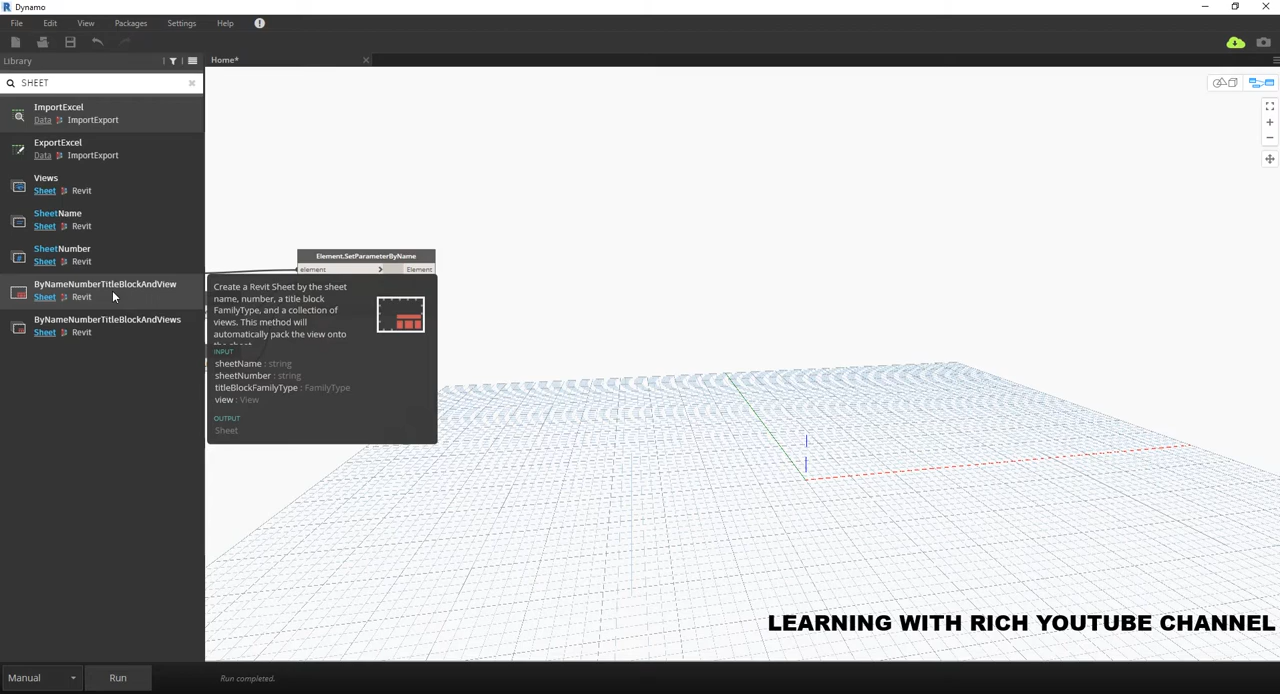 Dynamo
File Edit View Packages Settings Help
Library
Home*
SHEET
ImportExcel
Data ImportExport
ExportExcel
Data ImportExport
Views
Sheet Revit
SheetName
Sheet Revit
SheetNumber
Sheet Revit
ByNameNumberTitleBlockAndView
Sheet Revit
ByNameNumberTitleBlockAndViews
Sheet Revit
Element.SetParameterByName
element > Element
Create a Revit Sheet by the sheet
name, number, a title block
FamilyType, and a collection of
views. This method will
automatically pack the view onto
INPUT
sheetName : string
sheetNumber : string
titleBlockFamilyType : FamilyType
view : View
OUTPUT
Sheet
LEARNING WITH RICH YOUTUBE CHANNEL
Manual Run Run completed.